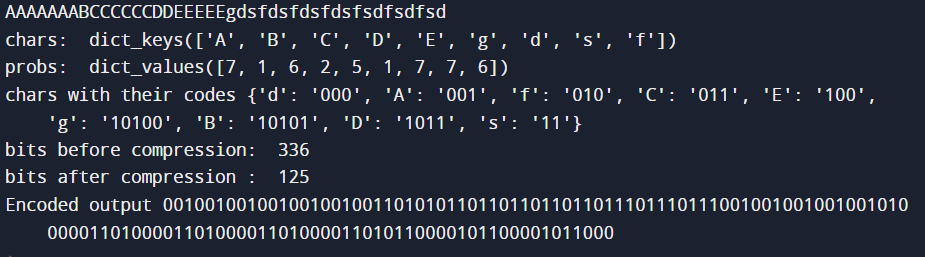 AAAAAAABCCCCCCDDEEEEEgdsfdsfdsfdsfsdfsdfsd
chars:  dict_keys(['A', 'B', 'C', 'D', 'E', 'g', 'd', 's', 'f'])
probs:  dict_values([7, 1, 6, 2, 5, 1, 7, 7, 6])
chars with their codes {'d': '000', 'A': '001', 'f': '010', 'C': '011', 'E': '100',
'g': '10100', 'B': '10101', 'D': '1011', 's': '11'}
bits before compression:  336
bits after compression :  125
Encoded output 00100100100100100100110101011011011011011011101110111001001001001001010
000011010000110100001101000011010110000101100001011000